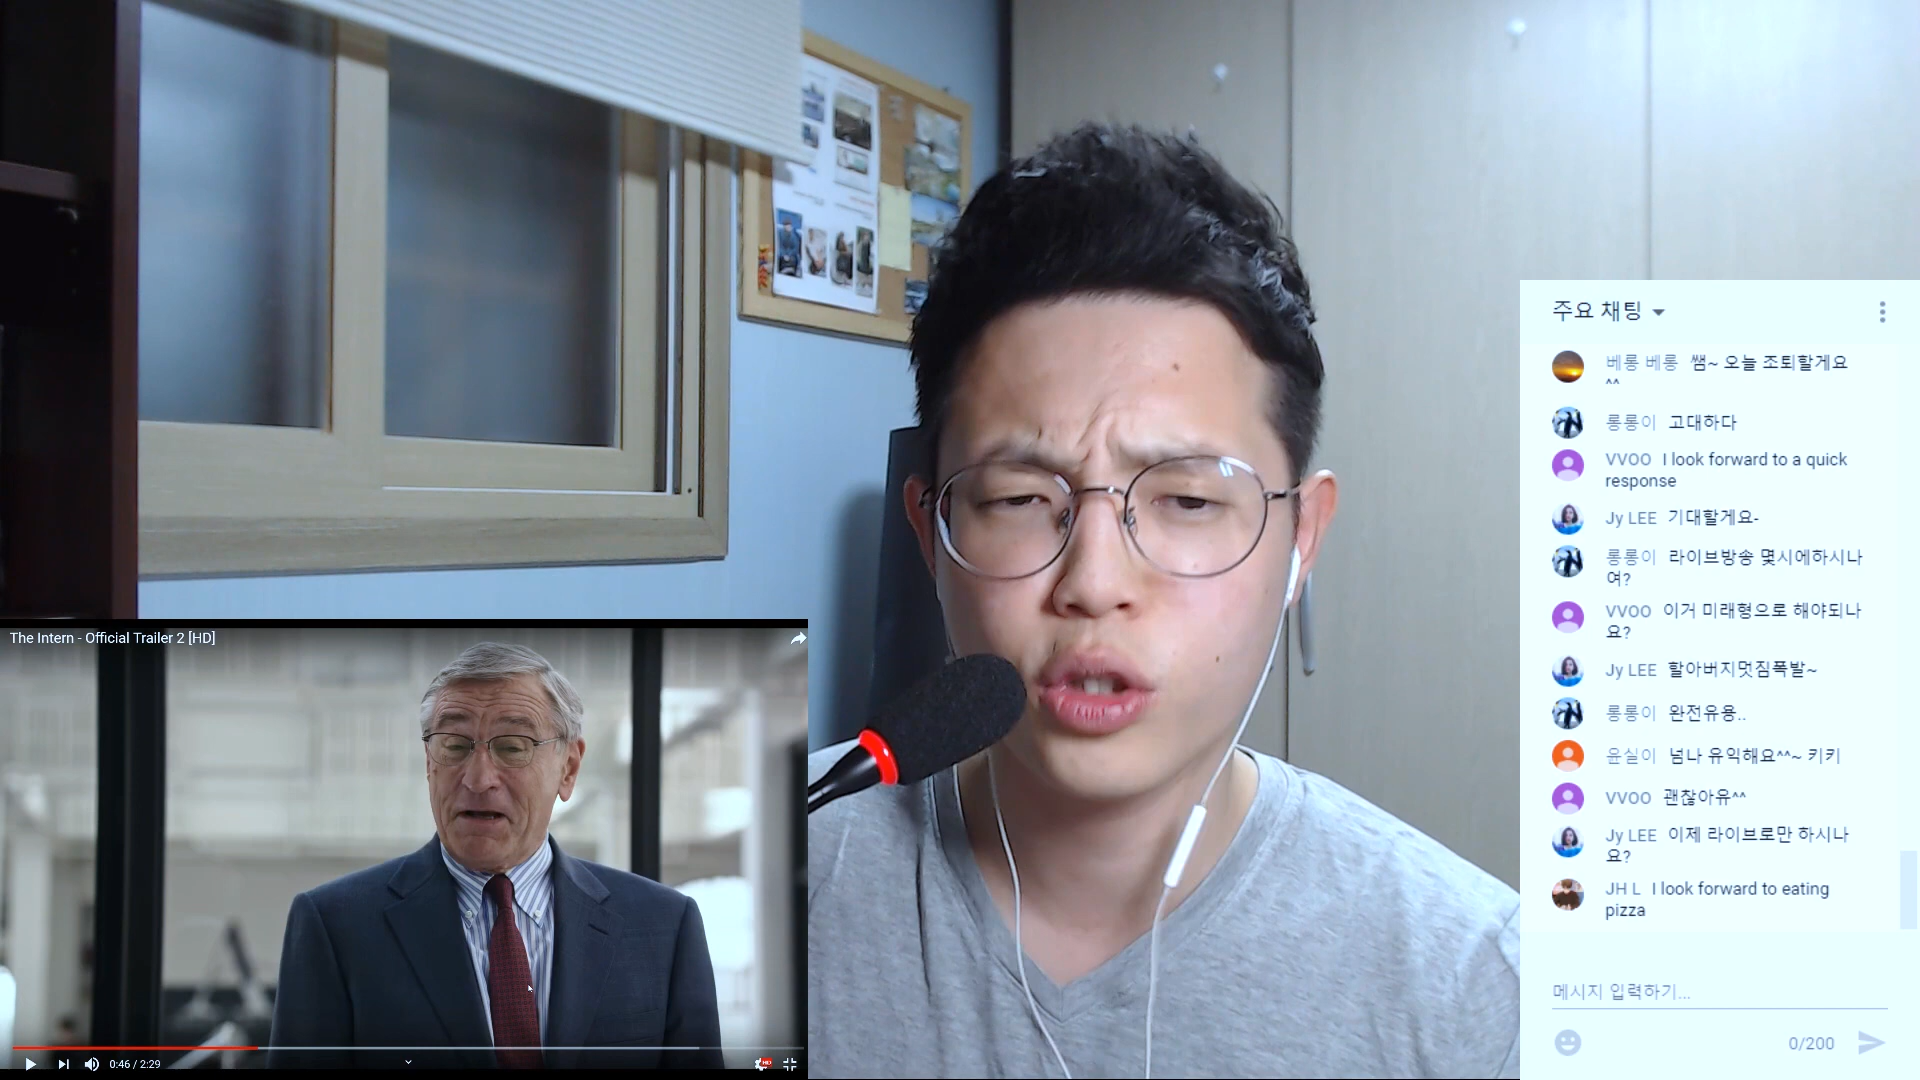 The Intern - Official Trailer 2 [HD]
0:46 / 2:29
HD
주요 채팅
베롱 베롱 쌤~ 오늘 조퇴할게요
^^
롱롱이 고대하다
VVOO I look forward to a quick
response
Jy LEE 기대할게요-
롱롱이 라이브방송 몇시에하시나
여?
VVOO 이거 미래형으로 해야되나
요?
Jy LEE 할아버지멋짐폭발~
롱롱이 완전유용..
윤실이 넘나 유익해요^^~ 키키
VVOO 괜찮아유^^
Jy LEE 이제 라이브로만 하시나
요?
JH L I look forward to eating
pizza
메시지 입력하기...
0/200